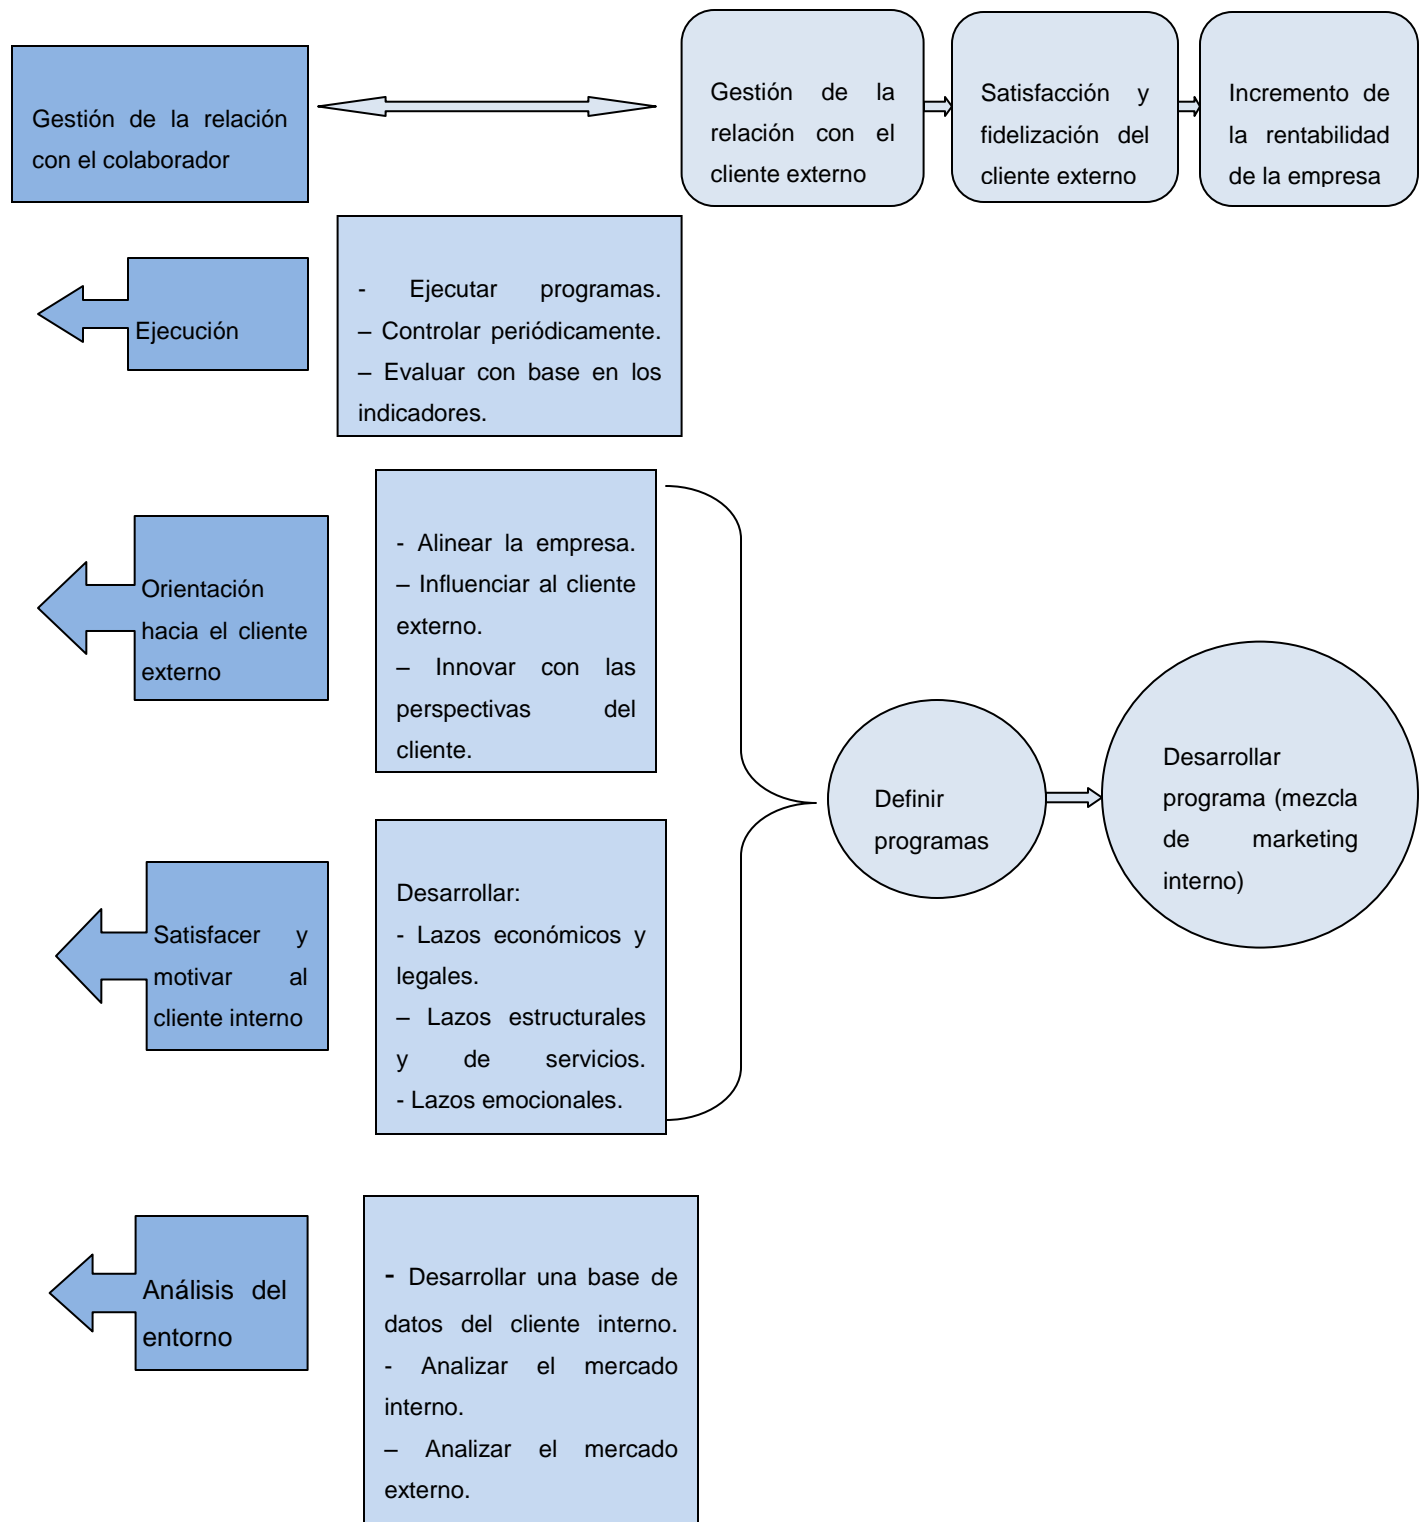 Gestión de la relación
con el colaborador
Gestión de la
relación con el
cliente externo
Satisfacción y
fidelización del
cliente externo
Incremento de
la rentabilidad
de la empresa
Ejecución
- Ejecutar programas.
– Controlar periódicamente.
– Evaluar con base en los
indicadores.
Orientación
hacia el cliente
externo
- Alinear la empresa.
– Influenciar al cliente
externo.
– Innovar con las
perspectivas del
cliente.
Satisfacer y
motivar al
cliente interno
Desarrollar:
- Lazos económicos y
legales.
– Lazos estructurales
y de servicios.
- Lazos emocionales.
Definir
programas
Desarrollar
programa (mezcla
de marketing
interno)
Análisis del
entorno
- Desarrollar una base de
datos del cliente interno.
- Analizar el mercado
interno.
– Analizar el mercado
externo.